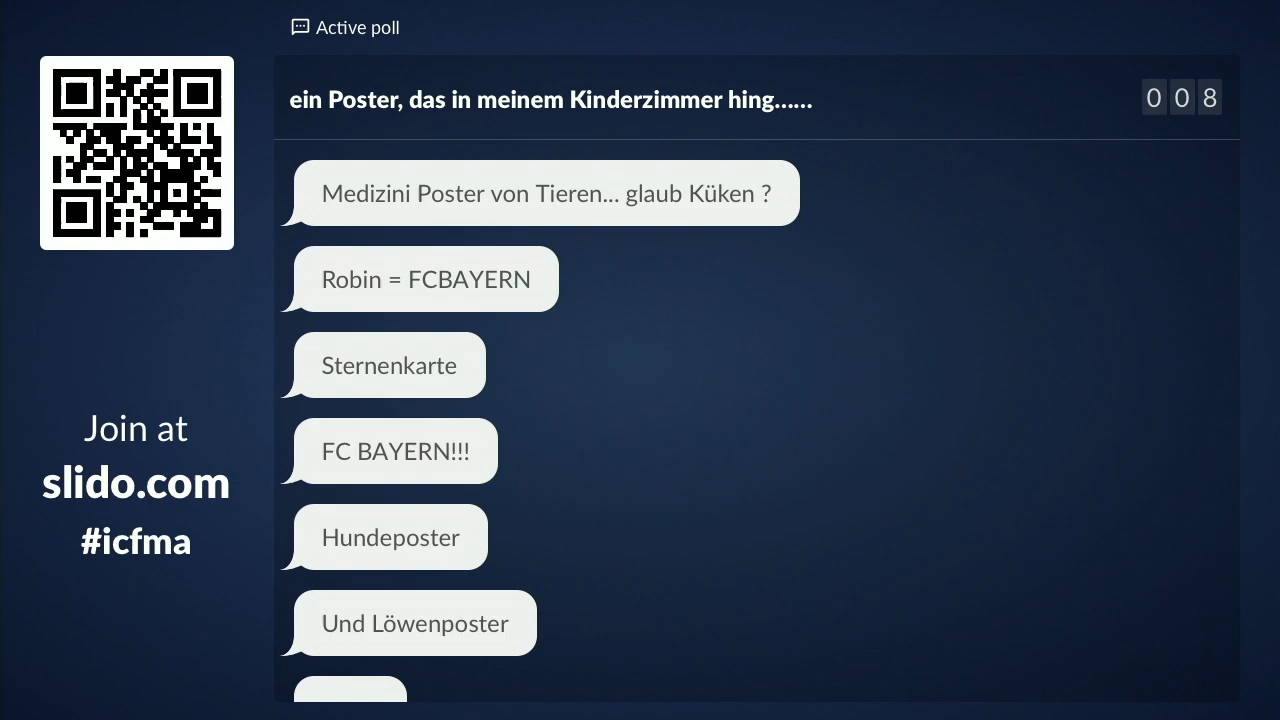 Active poll
ein Poster, das in meinem Kinderzimmer hing......
008
Medizini Poster von Tieren... glaub Küken ?
Robin = FCBAYERN
Sternenkarte
FC BAYERN!!!
Hundeposter
Und Löwenposter
Join at
slido.com
#icfma